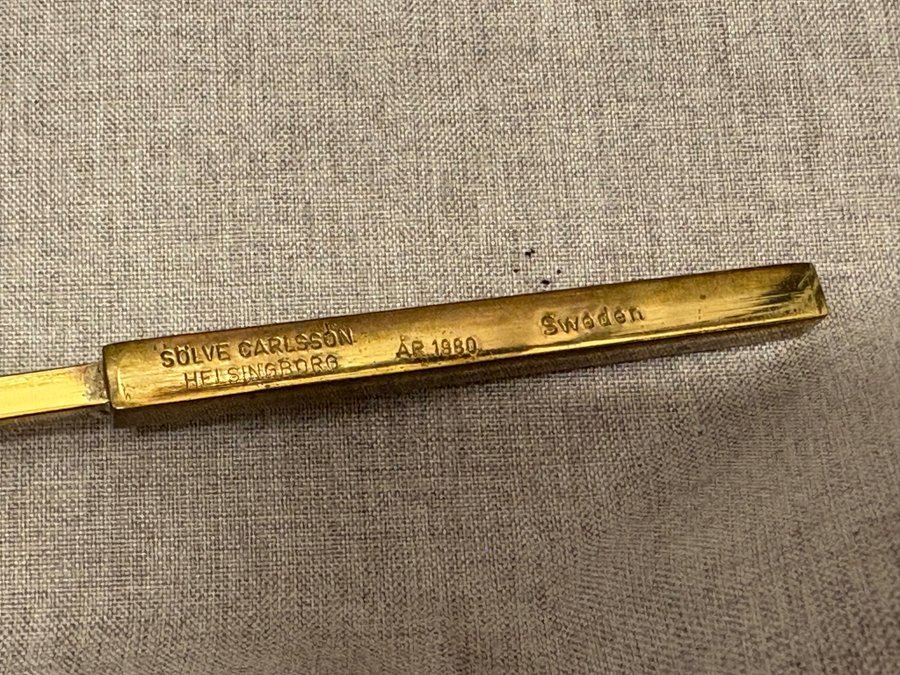 SÖLVE CARLSSON
HELSINGBORG
ÅR 1980
Sweden